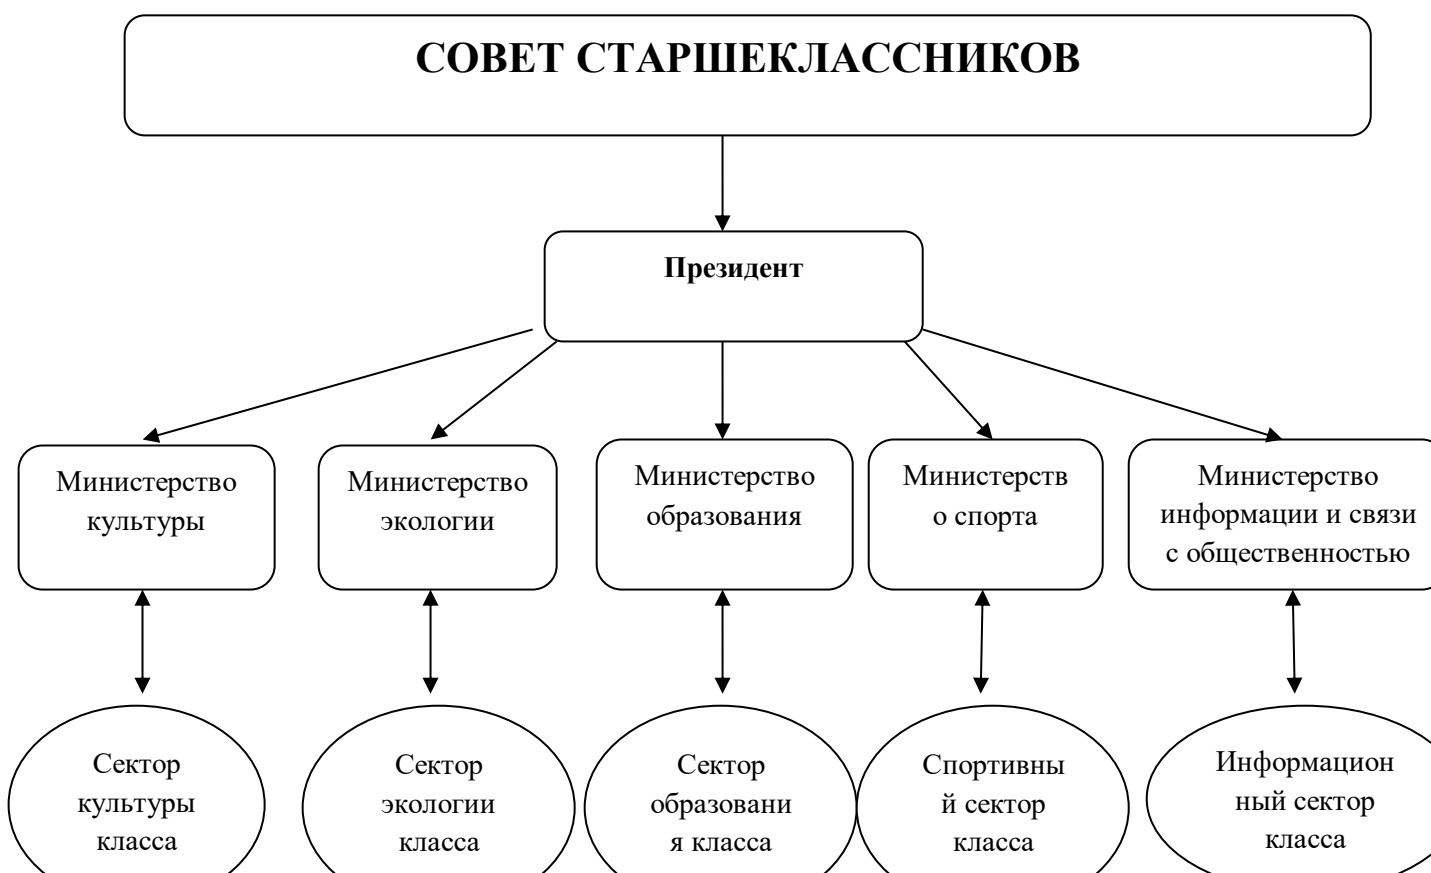 СОВЕТ СТАРШЕКЛАССНИКОВ
Президент
Министерство
культуры
Министерство
экологии
Министерство
образования
Министерств
о спорта
Министерство
информации и связи
с общественностью
Сектор
культуры
класса
Сектор
экологии
класса
Сектор
образовани
я класса
Спортивны
й сектор
класса
Информацион
ный сектор
класса